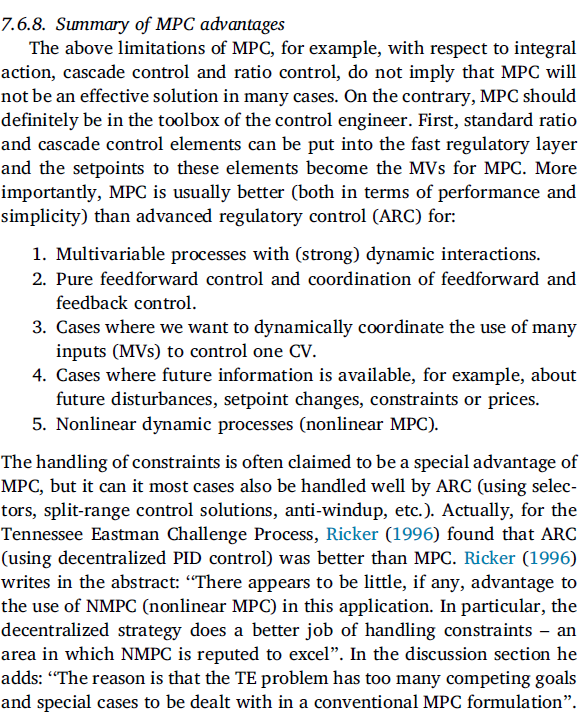 7.6.8. Summary of MPC advantages
The above limitations of MPC, for example, with respect to integral
action, cascade control and ratio control, do not imply that MPC will
not be an effective solution in many cases. On the contrary, MPC should
definitely be in the toolbox of the control engineer. First, standard ratio
and cascade control elements can be put into the fast regulatory layer
and the setpoints to these elements become the MVs for MPC. More
importantly, MPC is usually better (both in terms of performance and
simplicity) than advanced regulatory control (ARC) for:
1. Multivariable processes with (strong) dynamic interactions.
2. Pure feedforward control and coordination of feedforward and
feedback control.
3. Cases where we want to dynamically coordinate the use of many
inputs (MVs) to control one CV.
4. Cases where future information is available, for example, about
future disturbances, setpoint changes, constraints or prices.
5. Nonlinear dynamic processes (nonlinear MPC).
The handling of constraints is often claimed to be a special advantage of
MPC, but it can it most cases also be handled well by ARC (using selec-
tors, split-range control solutions, anti-windup, etc.). Actually, for the
Tennessee Eastman Challenge Process, Ricker (1996) found that ARC
(using decentralized PID control) was better than MPC. Ricker (1996)
writes in the abstract: ‘‘There appears to be little, if any, advantage to
the use of NMPC (nonlinear MPC) in this application. In particular, the
decentralized strategy does a better job of handling constraints – an
area in which NMPC is reputed to excel”. In the discussion section he
adds: ‘‘The reason is that the TE problem has too many competing goals
and special cases to be dealt with in a conventional MPC formulation”.